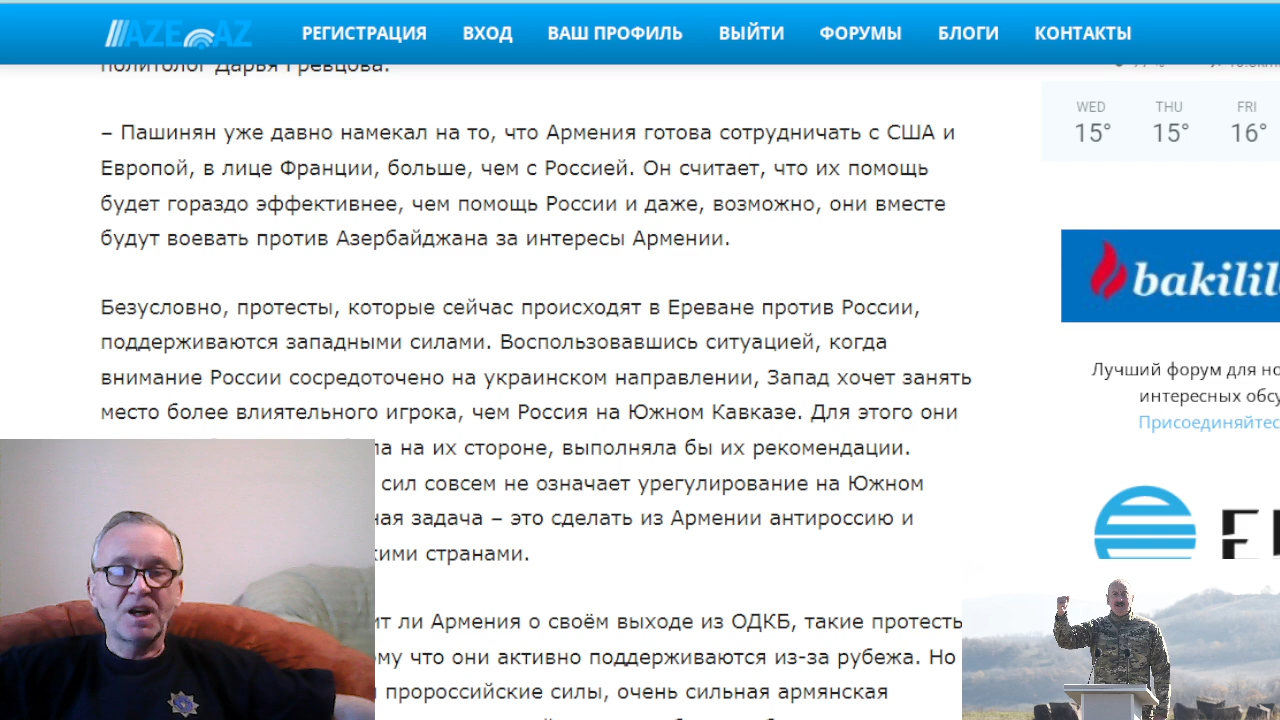 AZE AZ
РЕГИСТРАЦИЯ ВХОД ВАШ ПРОФИЛЬ ВЫЙТИ ФОРУМЫ БЛОГИ КОНТАКТЫ
политолог Дарья Гревцова.
– Пашинян уже давно намекал на то, что Армения готова сотрудничать с США и
Европой, в лице Франции, больше, чем с Россией. Он считает, что их помощь
будет гораздо эффективнее, чем помощь России и даже, возможно, они вместе
будут воевать против Азербайджана за интересы Армении.
Безусловно, протесты, которые сейчас происходят в Ереване против России,
поддерживаются западными силами. Воспользовавшись ситуацией, когда
внимание России сосредоточено на украинском направлении, Запад хочет занять
место более влиятельного игрока, чем Россия на Южном Кавказе. Для этого они
ла на их стороне, выполняла бы их рекомендации.
сил совсем не означает урегулирование на Южном
ная задача – это сделать из Армении антироссию и
кими странами.
ит ли Армения о своём выходе из ОДКБ, такие протесты
ому что они активно поддерживаются из-за рубежа. Но
и пророссийские силы, очень сильная армянская
WED THU FRI
15° 15° 16°
bakilil
Лучший форум для но
интересных обсу
Присоединяйтес